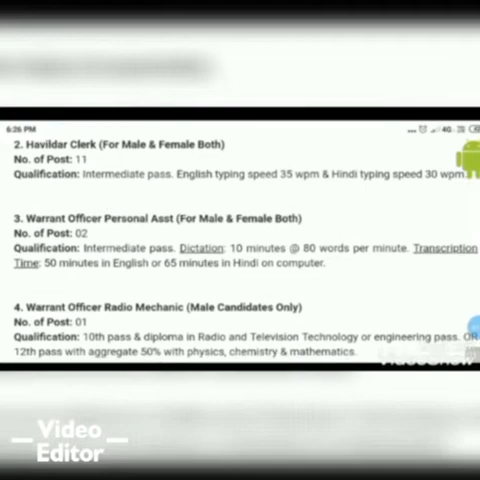 6:26 PM
4G
2. Havildar Clerk (For Male & Female Both)
No. of Post: 11
Qualification: Intermediate pass. English typing speed 35 wpm & Hindi typing speed 30 wpm.
3. Warrant Officer Personal Asst (For Male & Female Both)
No. of Post: 02
Qualification: Intermediate pass. Dictation: 10 minutes @ 80 words per minute. Transcription
Time: 50 minutes in English or 65 minutes in Hindi on computer.
4. Warrant Officer Radio Mechanic (Male Candidates Only)
No. of Post: 01
Qualification: 10th pass & diploma in Radio and Television Technology or engineering pass. OR
12th pass with aggregate 50% with physics, chemistry & mathematics.
VideoShow
Video
Editor